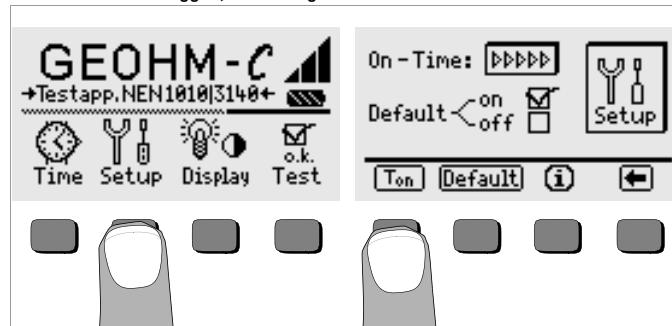 GEOHM-C
→Testapp.NEN1010|3140←
Time Setup Display o.k. Test
On-Time: ▷▷▷▷▷
Default on
off
Setup
Ton Default i ←